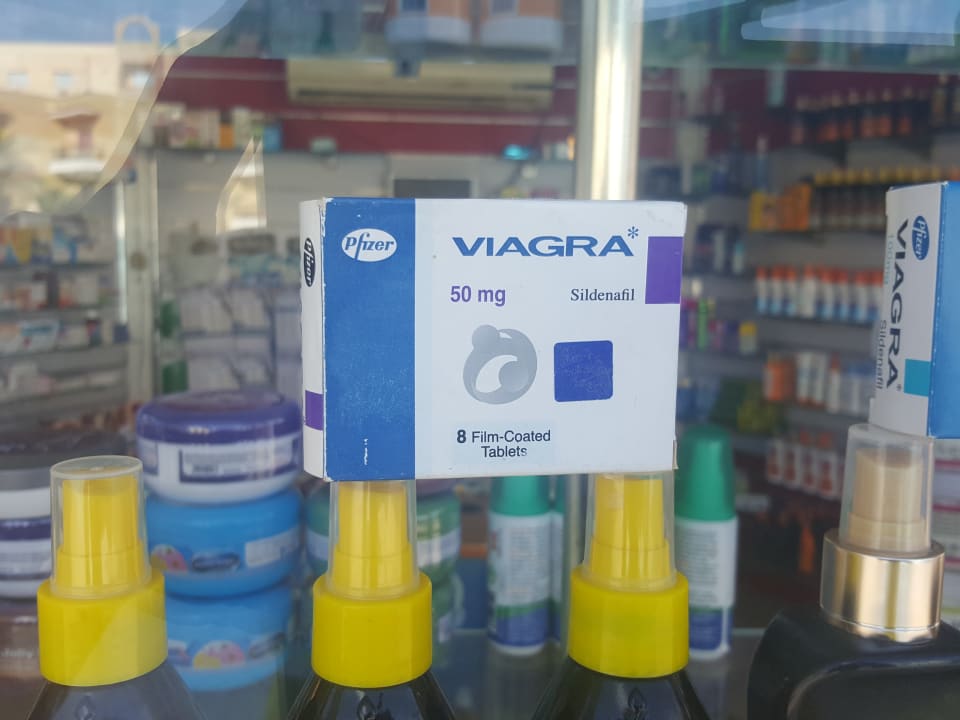 Pfizer
VIAGRA*
50 mg
Sildenafil
8 Film-Coated
Tablets
Pfizer
Pfizer
VIAGRA
Sildenafil